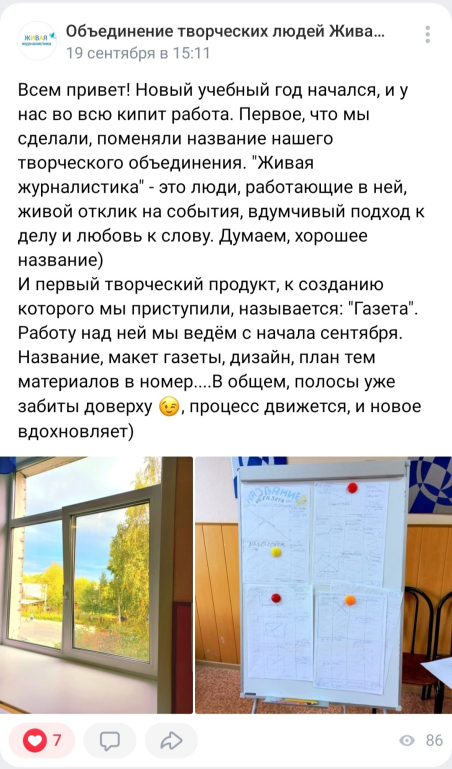 ЖИВАЯ
ЖУРНАЛИСТИКА
Объединение творческих людей Жива...
19 сентября в 15:11
Всем привет! Новый учебный год начался, и у
нас во всю кипит работа. Первое, что мы
сделали, поменяли название нашего
творческого объединения. "Живая
журналистика" - это люди, работающие в ней,
живой отклик на события, вдумчивый подход к
делу и любовь к слову. Думаем, хорошее
название)
И первый творческий продукт, к созданию
которого мы приступили, называется: "Газета".
Работу над ней мы ведём с начала сентября.
Название, макет газеты, дизайн, план тем
материалов в номер....В общем, полосы уже
забиты доверху 😉, процесс движется, и новое
вдохновляет)
НАЗВАНИЕ
7
86